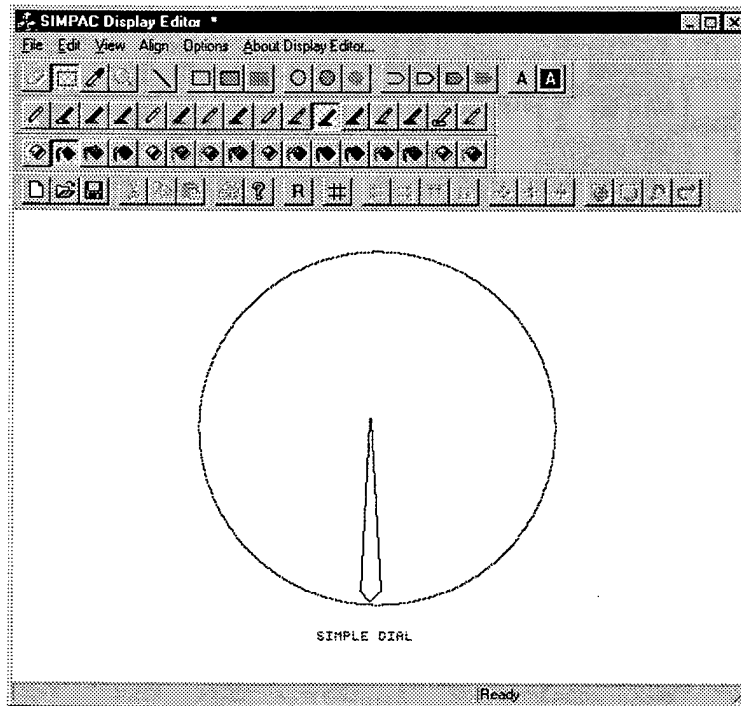 SIMPAC Display Editor *
File Edit View Align Options About Display Editor...
A A
? R
SIMPLE DIAL
Ready